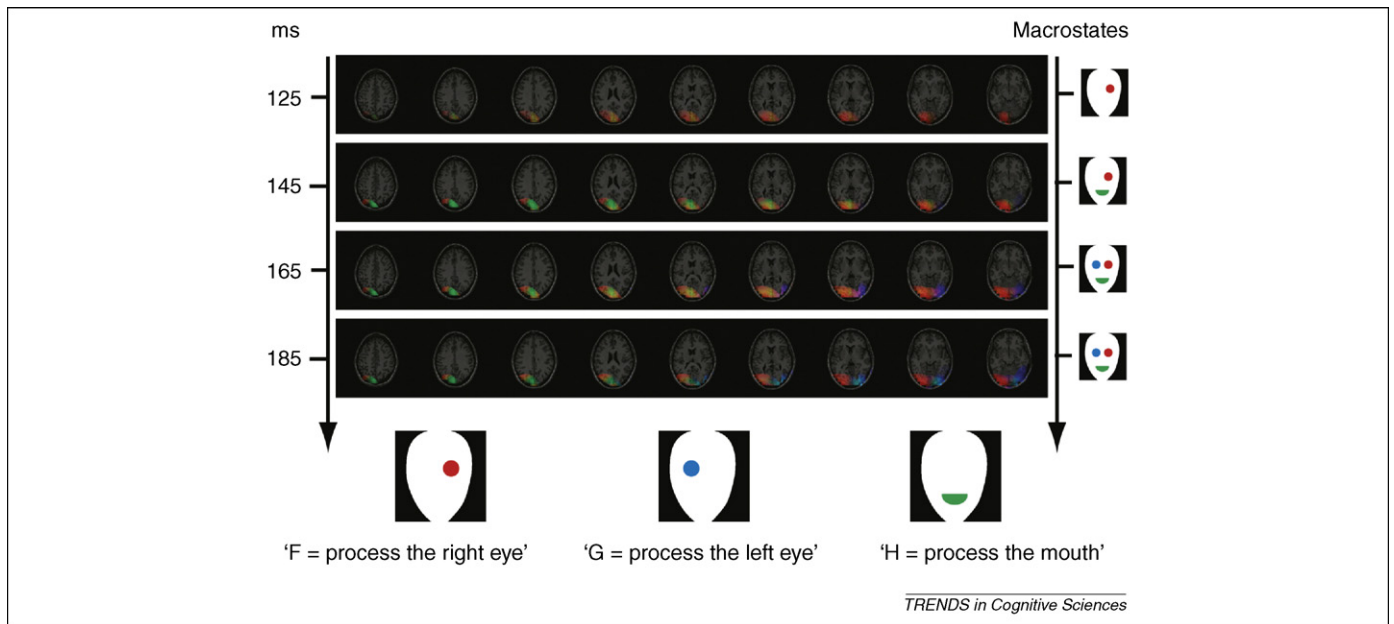 ms
Macrostates
125
145
165
185
‘F = process the right eye’
‘G = process the left eye’
‘H = process the mouth’
TRENDS in Cognitive Sciences